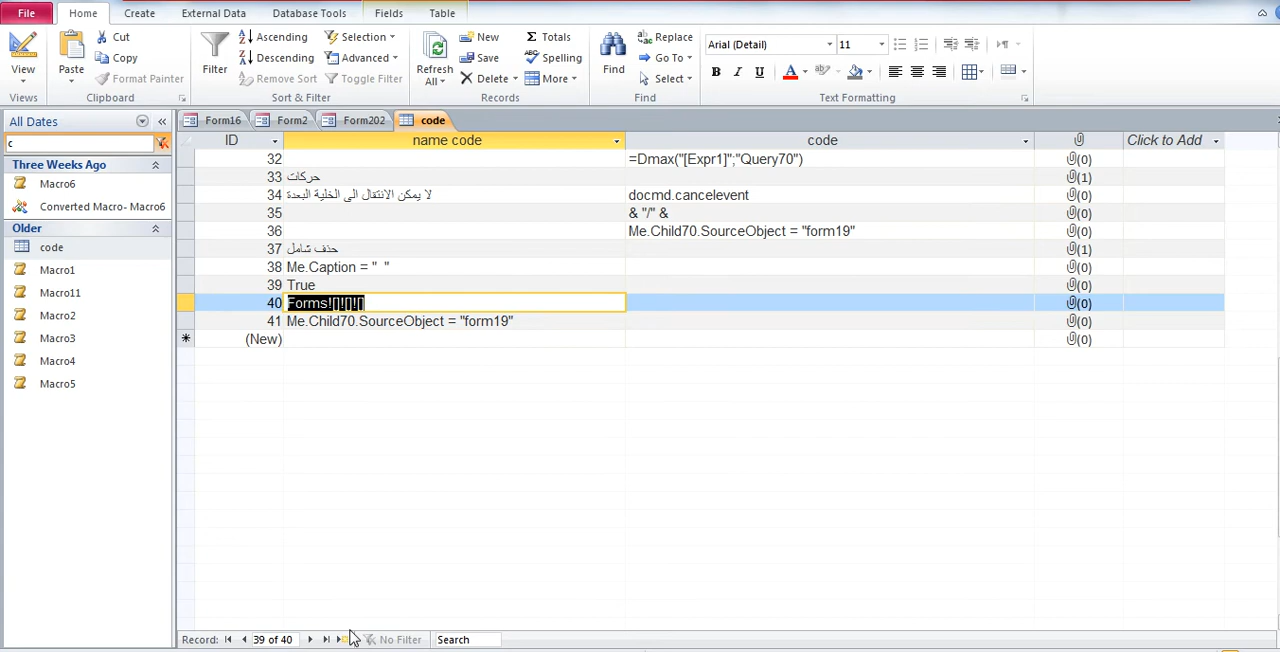 File Home Create External Data Database Tools Fields Table
Cut Ascending Selection New Totals Replace Arial (Detail) 11
Copy Descending Advanced Save Spelling Go To
View Paste Format Painter Filter Remove Sort Toggle Filter Refresh All Delete More Find Select B I U A ab
Views Clipboard Sort & Filter Records Find Text Formatting
All Dates « Form16 Form2 Form202 code
c ID name code code Click to Add
Three Weeks Ago 32 =Dmax("[Expr1]";"Query70") (0)
Macro6 33 حركات (1)
34 لا يمكن الانتقال الى الخلية البعدة docmd.cancelevent (0)
Converted Macro- Macro6 35 & "/" & (0)
Older 36 Me.Child70.SourceObject = "form19" (0)
code 37 حذف شامل (1)
Macro1 38 Me.Caption = " " (0)
39 True (0)
Macro11 40 Forms![]![]![] (0)
Macro2 41 Me.Child70.SourceObject = "form19" (0)
Macro3 (New) (0)
Macro4
Macro5
Record: 39 of 40 No Filter Search